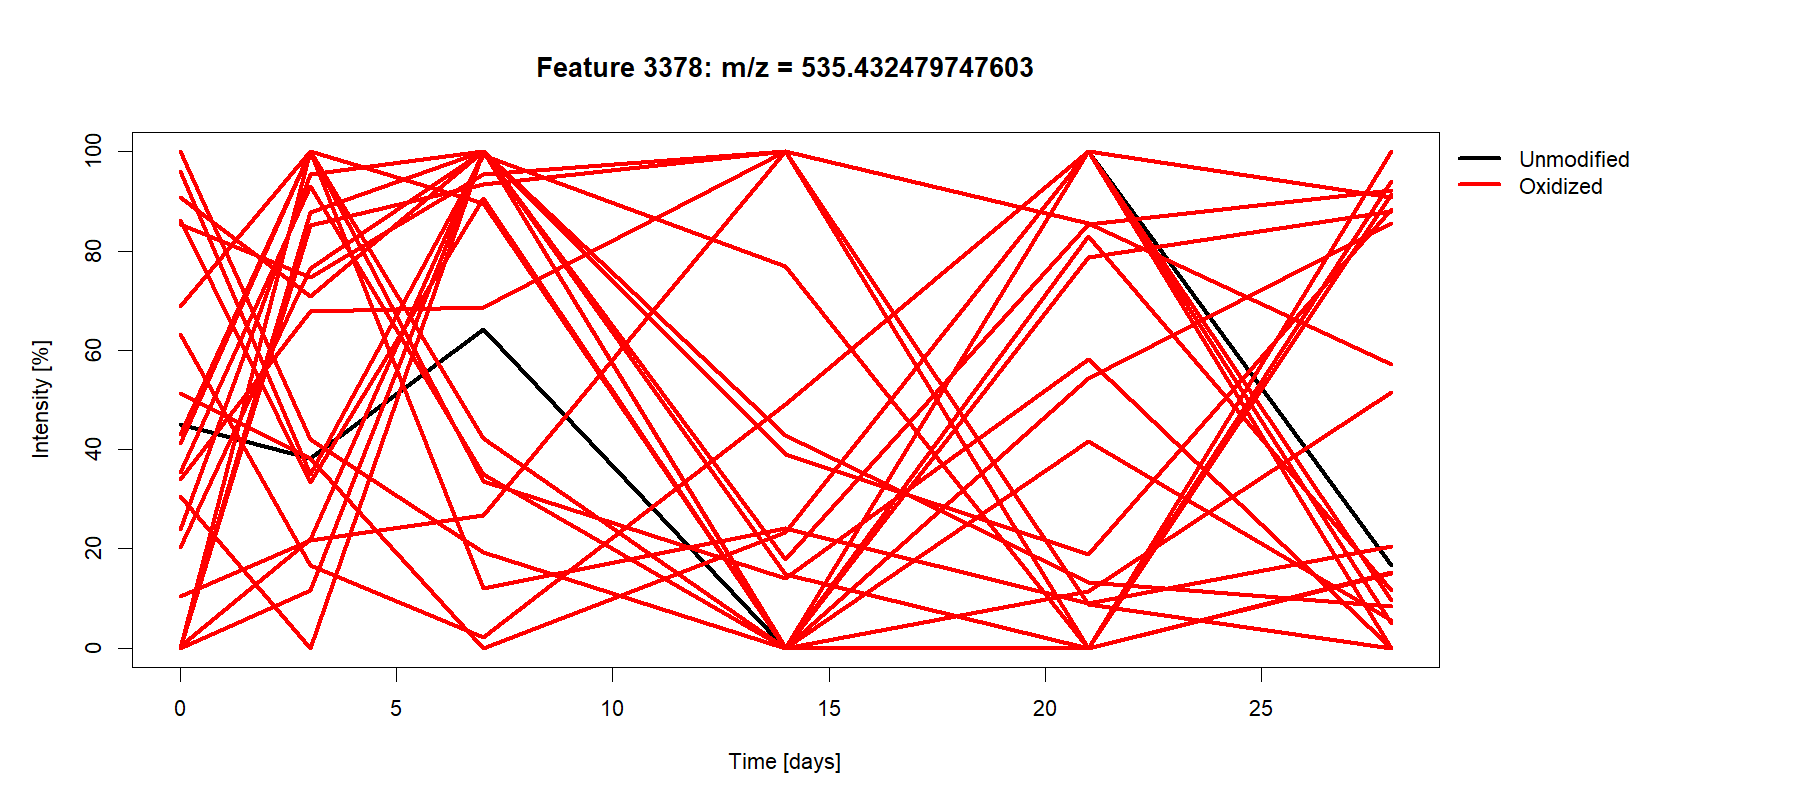 Feature 3378: m/z = 535.432479747603
Unmodified
Oxidized
Intensity [%]
100
80
60
40
20
0
0 5 10 15 20 25
Time [days]